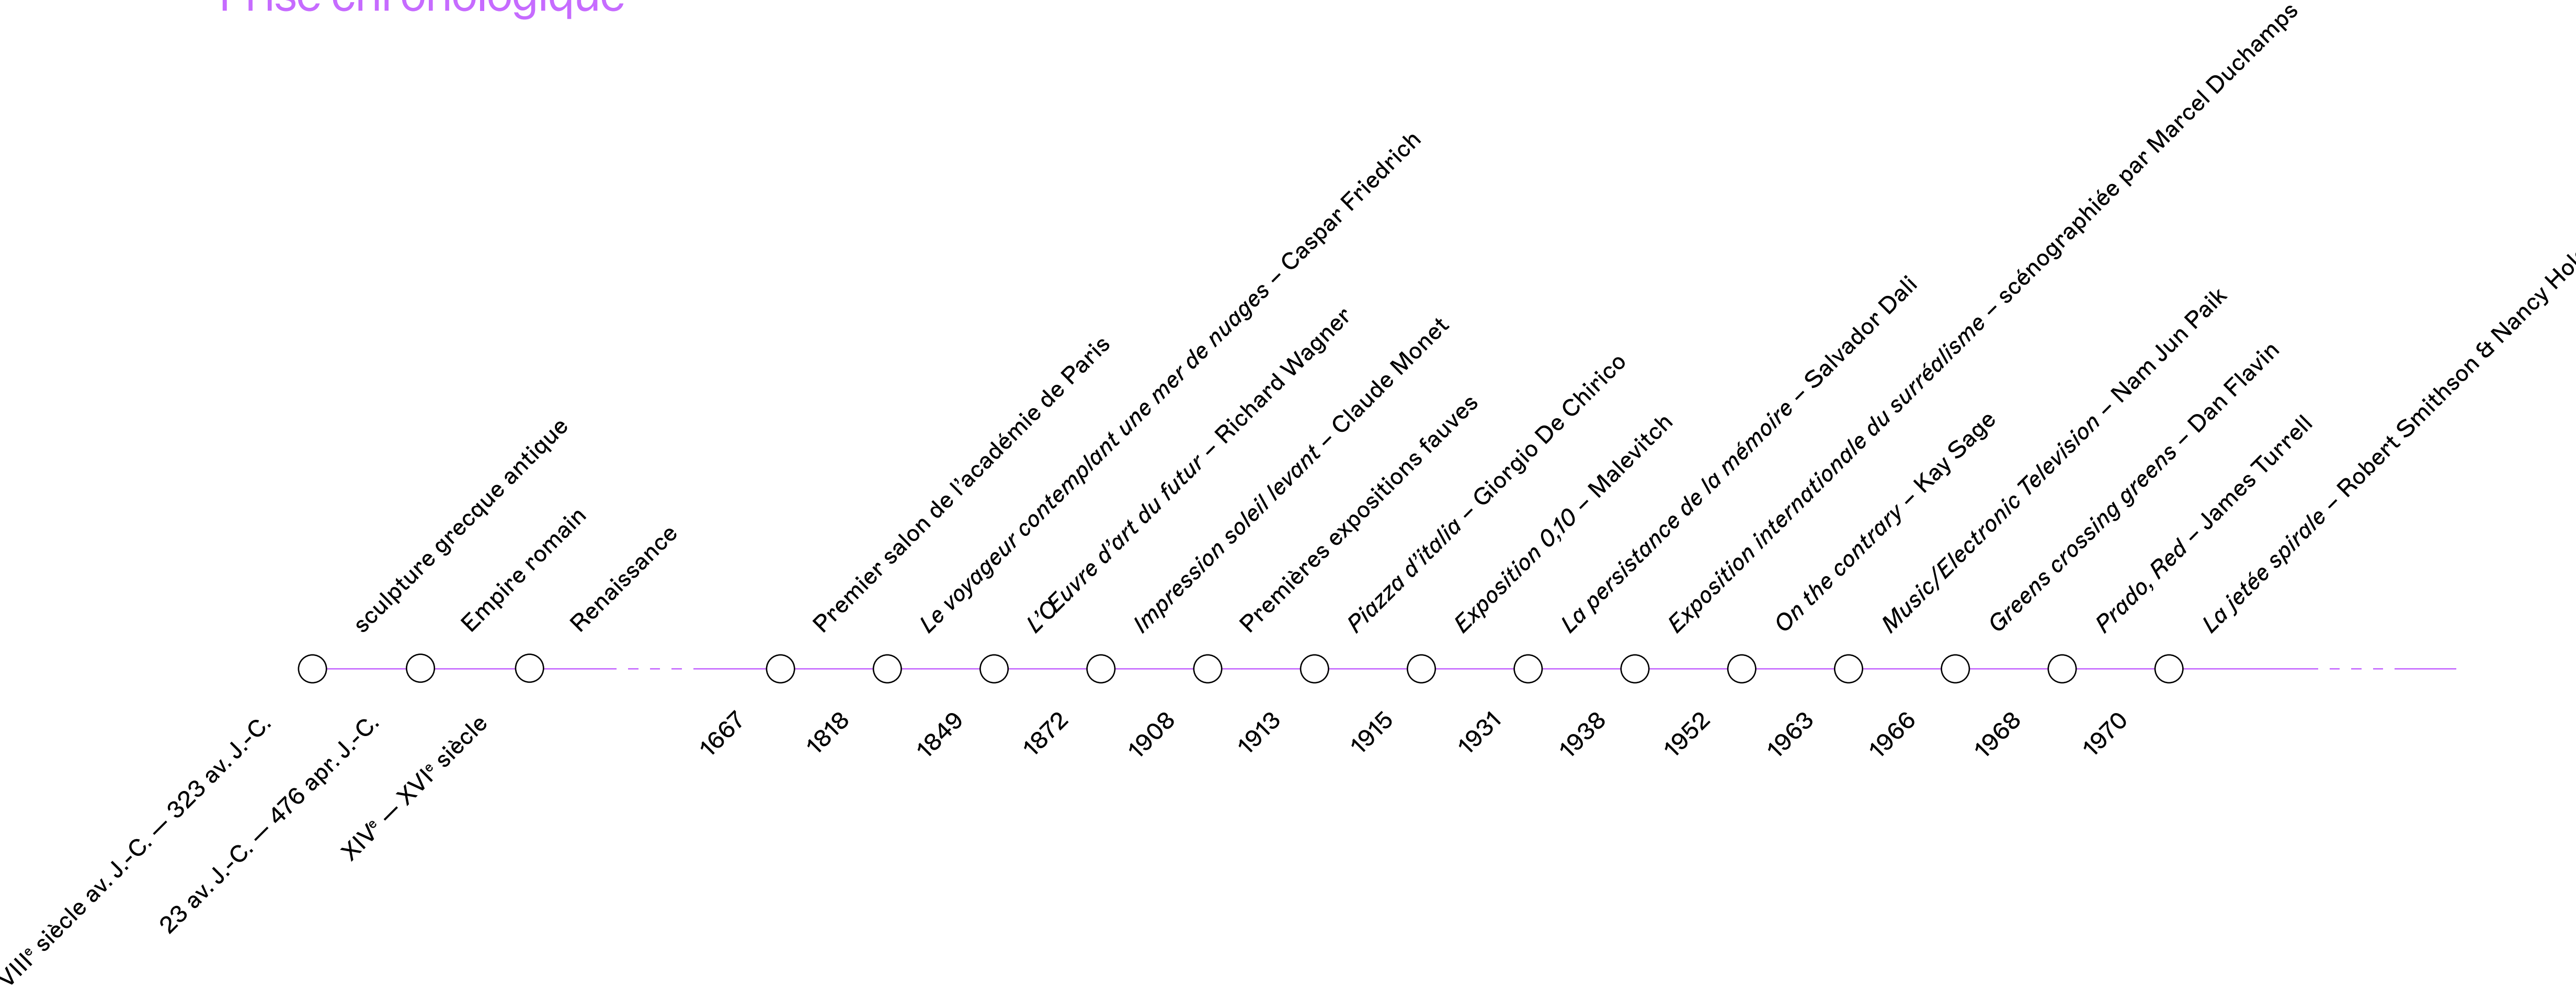 Frise chronologique
sculpture grecque antique
Empire romain
Renaissance
Premier salon de l’académie de Paris
Le voyageur contemplant une mer de nuages – Caspar Friedrich
L’Œuvre d’art du futur – Richard Wagner
Impression soleil levant – Claude Monet
Premières expositions fauves
Piazza d’italia – Giorgio De Chirico
Exposition 0,10 – Malevitch
La persistance de la mémoire – Salvador Dali
Exposition internationale du surréalisme – scénographiée par Marcel Duchamps
On the contrary – Kay Sage
Music/Electronic Television – Nam Jun Paik
Greens crossing greens – Dan Flavin
Prado, Red – James Turrell
La jetée spirale – Robert Smithson & Nancy
VIIIe siècle av. J.-C. — 323 av. J.-C.
23 av. J.-C. — 476 apr. J.-C.
XIVe — XVIe siècle
1667
1818
1849
1872
1908
1913
1915
1931
1938
1952
1963
1966
1968
1970